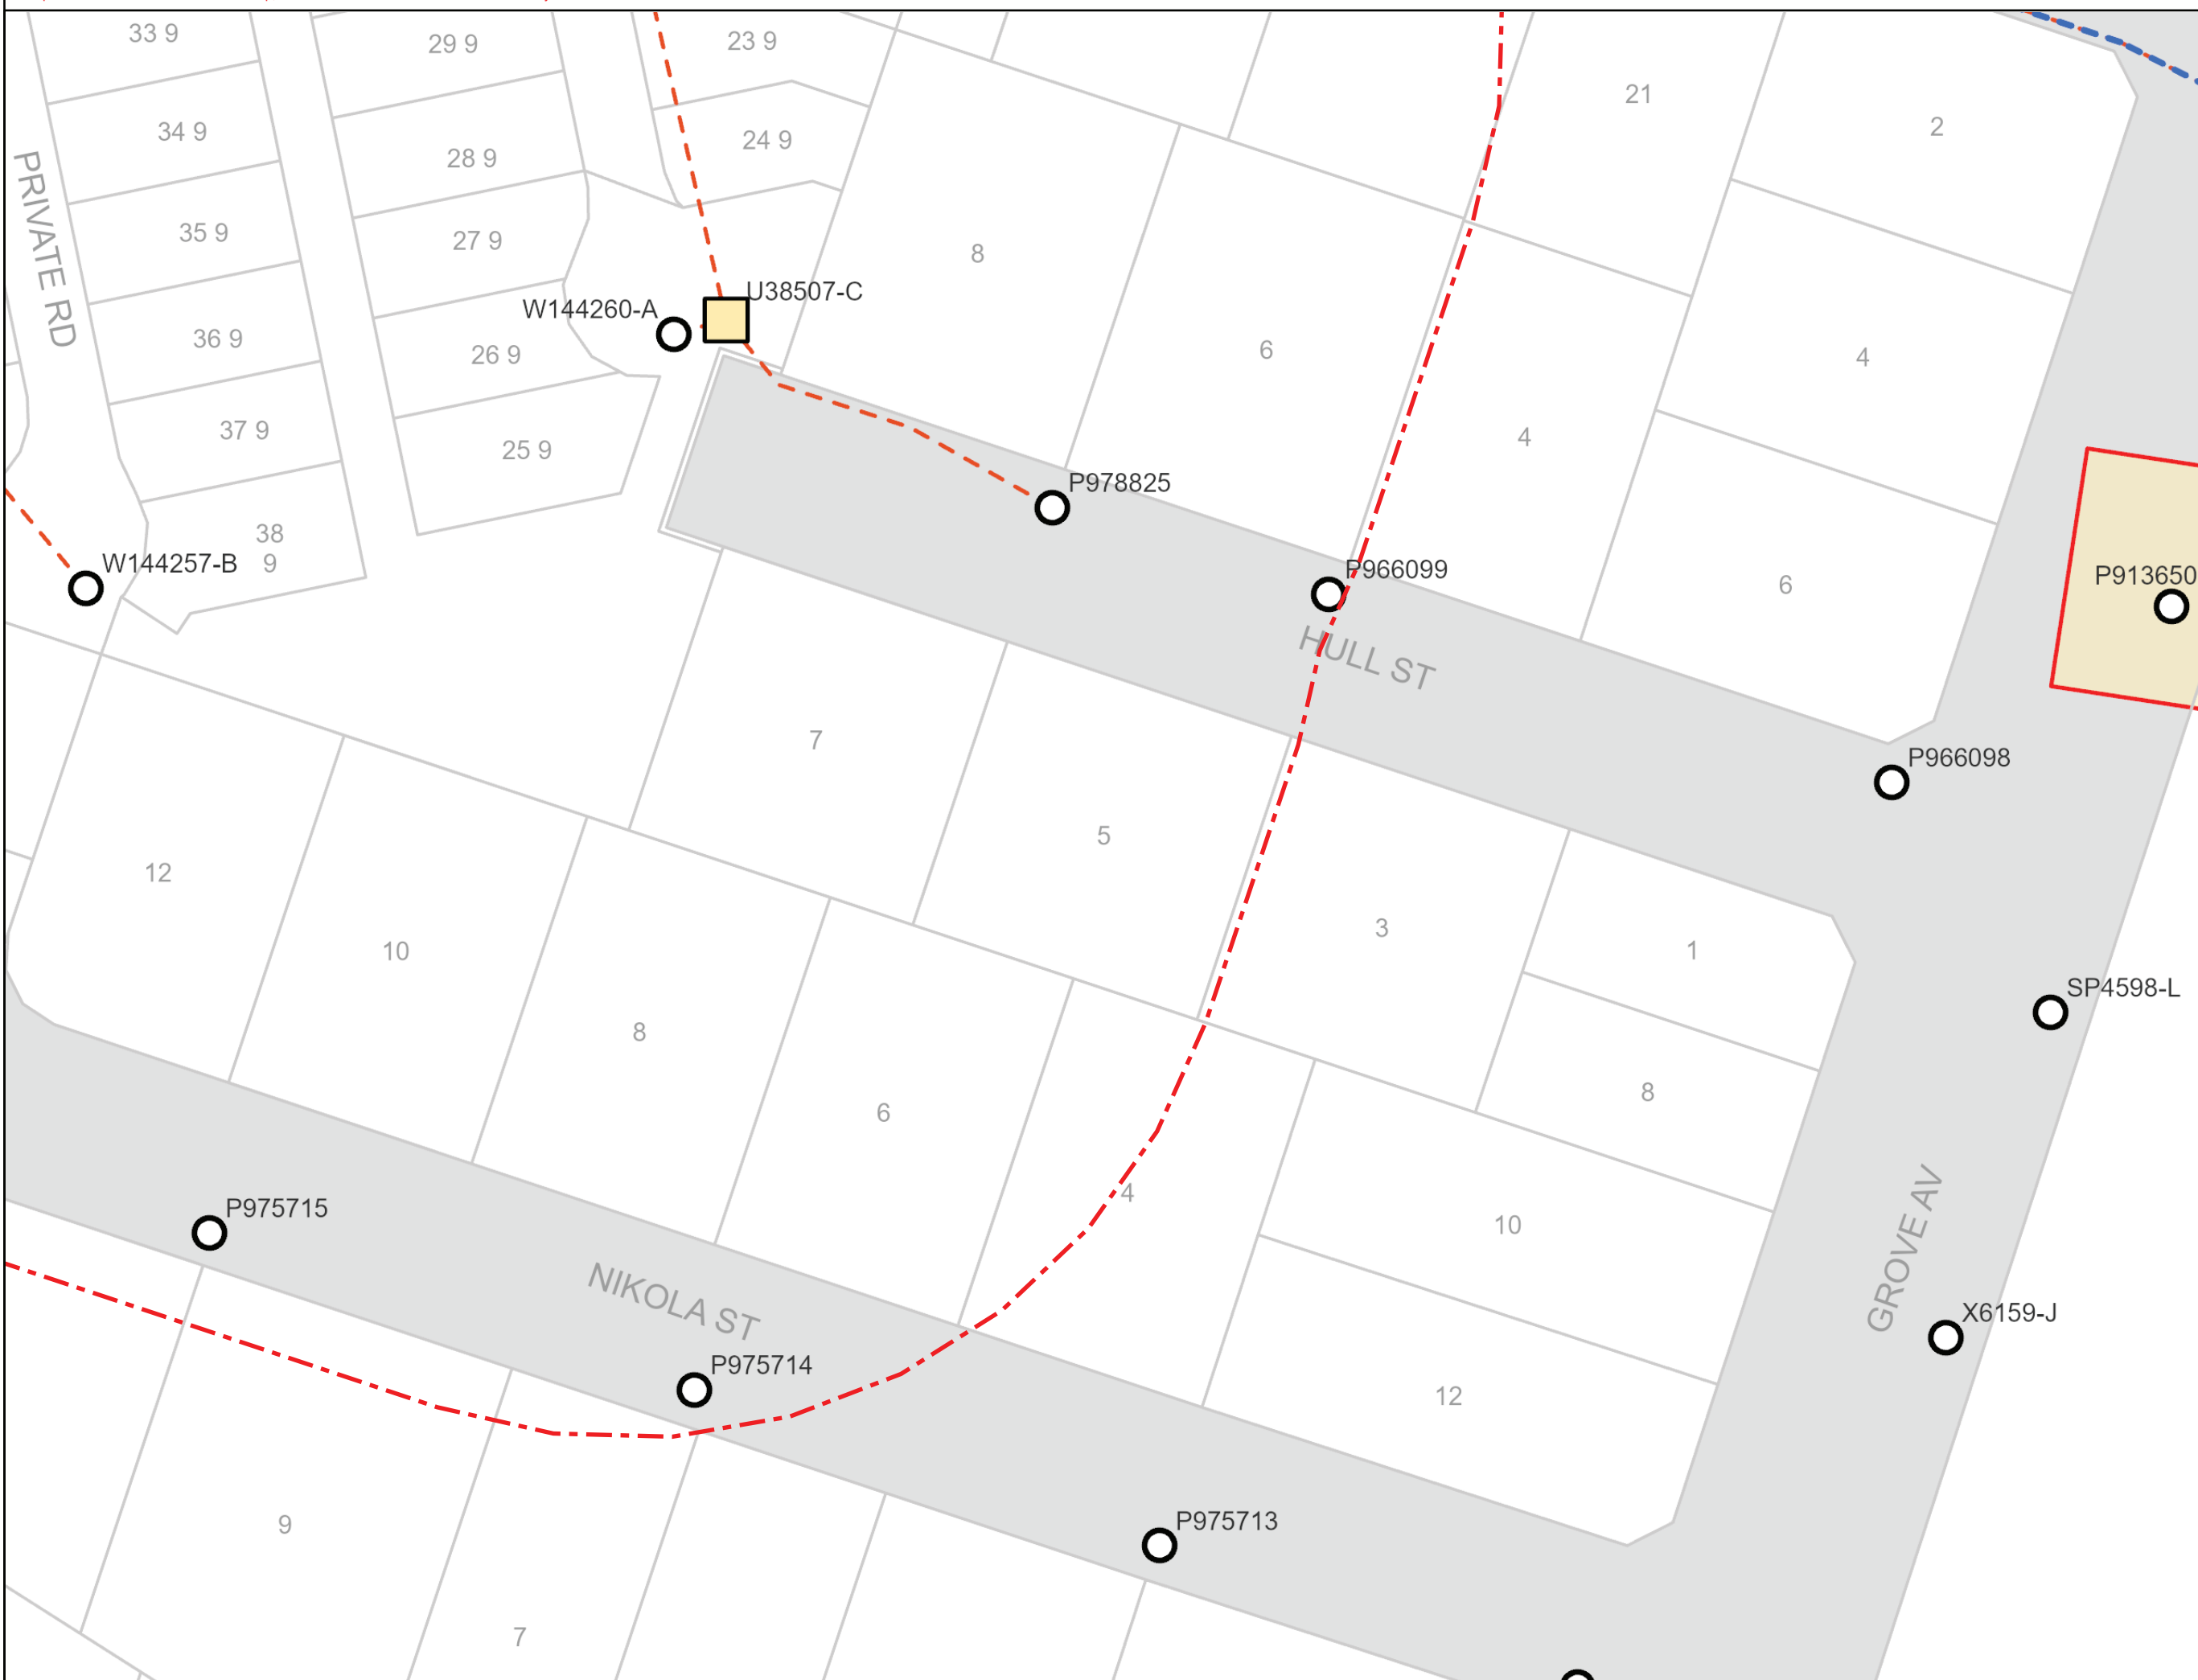 33 9
29 9
23 9
21
2
34 9
28 9
24 9
PRIVATE RD
35 9
27 9
8
U38507-C
W144260-A
36 9
26 9
6
4
37 9
25 9
4
P978825
38
9
W144257-B
P966099
6
P913650
HULL ST
7
P966098
5
12
10
3
1
SP4598-L
8
6
8
4
10
P975715
NIKOLA ST
GROVE AV
X6159-J
P975714
12
9
P975713
7